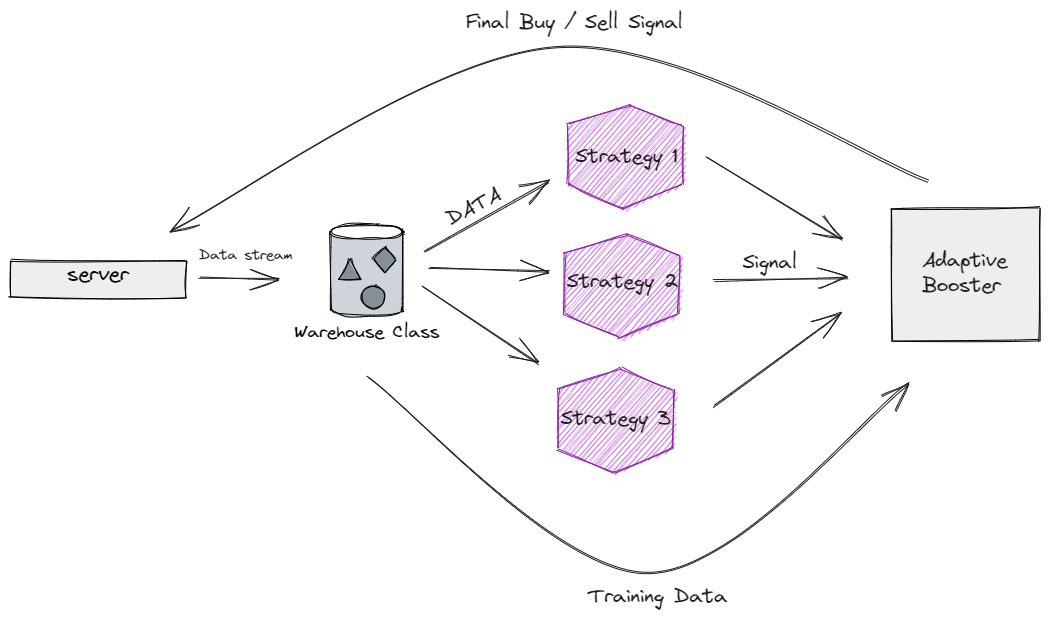 Final Buy / Sell Signal
Strategy 1
DATA
Data stream
server
Strategy 2
Signal
Adaptive
Booster
Warehouse Class
Strategy 3
Training Data